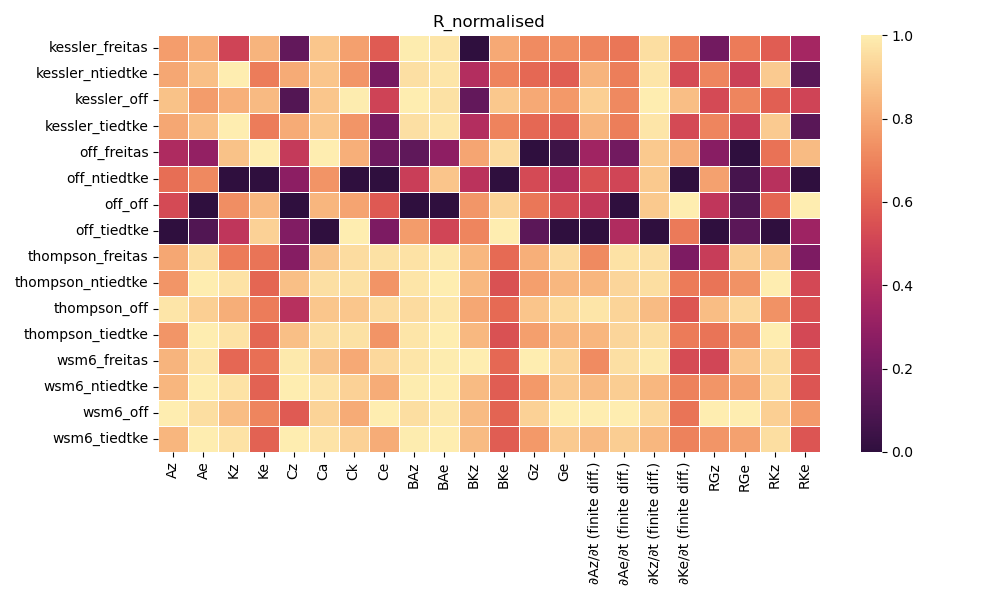 R_normalised
kessler_freitas
kessler_ntiedtke
kessler_off
kessler_tiedtke
off_freitas
off_ntiedtke
off_off
off_tiedtke
thompson_freitas
thompson_ntiedtke
thompson_off
thompson_tiedtke
wsm6_freitas
wsm6_ntiedtke
wsm6_off
wsm6_tiedtke
Az
Ae
Kz
Ke
Cz
Ca
Ck
Ce
BAz
BAe
BKz
BKe
Gz
Ge
∂Az/∂t (finite diff.)
∂Ae/∂t (finite diff.)
∂Kz/∂t (finite diff.)
∂Ke/∂t (finite diff.)
RGz
RGe
RKz
RKe
1.0
0.8
0.6
0.4
0.2
0.0